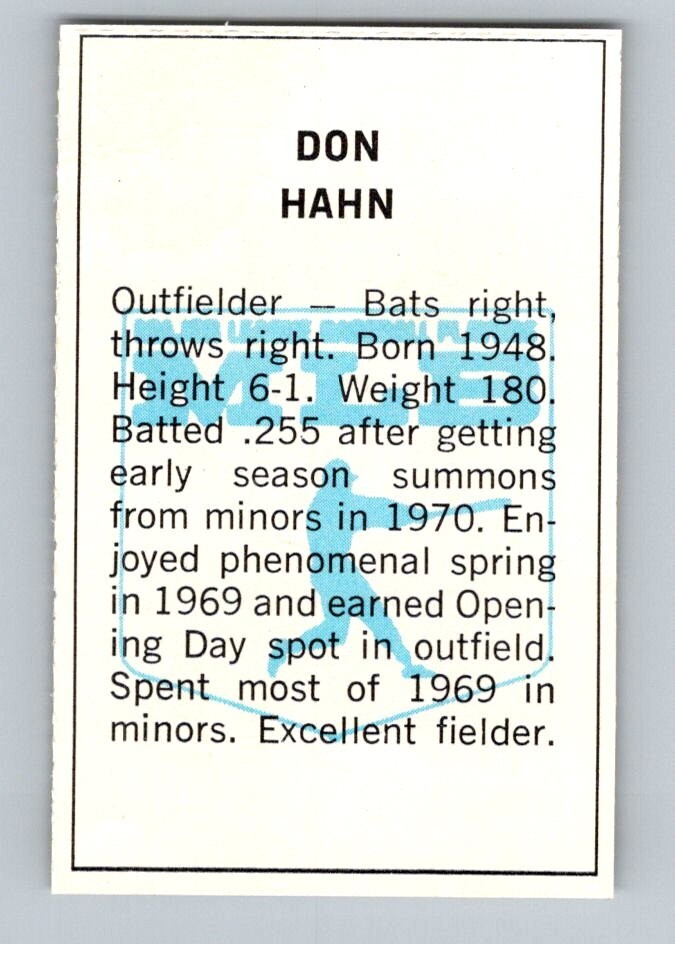 DON
HAHN
Outfielder — Bats right,
throws right. Born 1948.
Height 6-1. Weight 180.
Batted .255 after getting
early season summons
from minors in 1970. En-
joyed phenomenal spring
in 1969 and earned Open-
ing Day spot in outfield.
Spent most of 1969 in
minors. Excellent fielder.
MLB